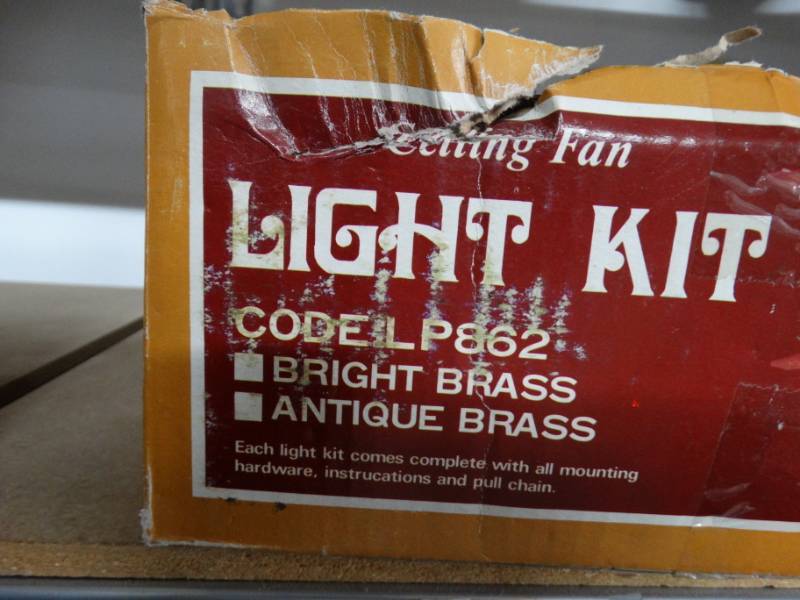 Ceiling Fan
LIGHT KIT
CODE LP862
BRIGHT BRASS
ANTIQUE BRASS
Each light kit comes complete with all mounting
hardware, instrucations and pull chain.